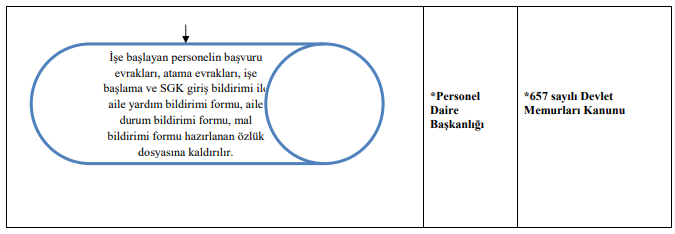 İşe başlayan personelin başvuru
evrakları, atama evrakları, işe
başlama ve SGK giriş bildirimi ile
aile yardım bildirimi formu, aile
durum bildirimi formu, mal
bildirimi formu hazırlanan özlük
dosyasına kaldırılır.
*Personel
Daire
Başkanlığı
*657 sayılı Devlet
Memurları Kanunu